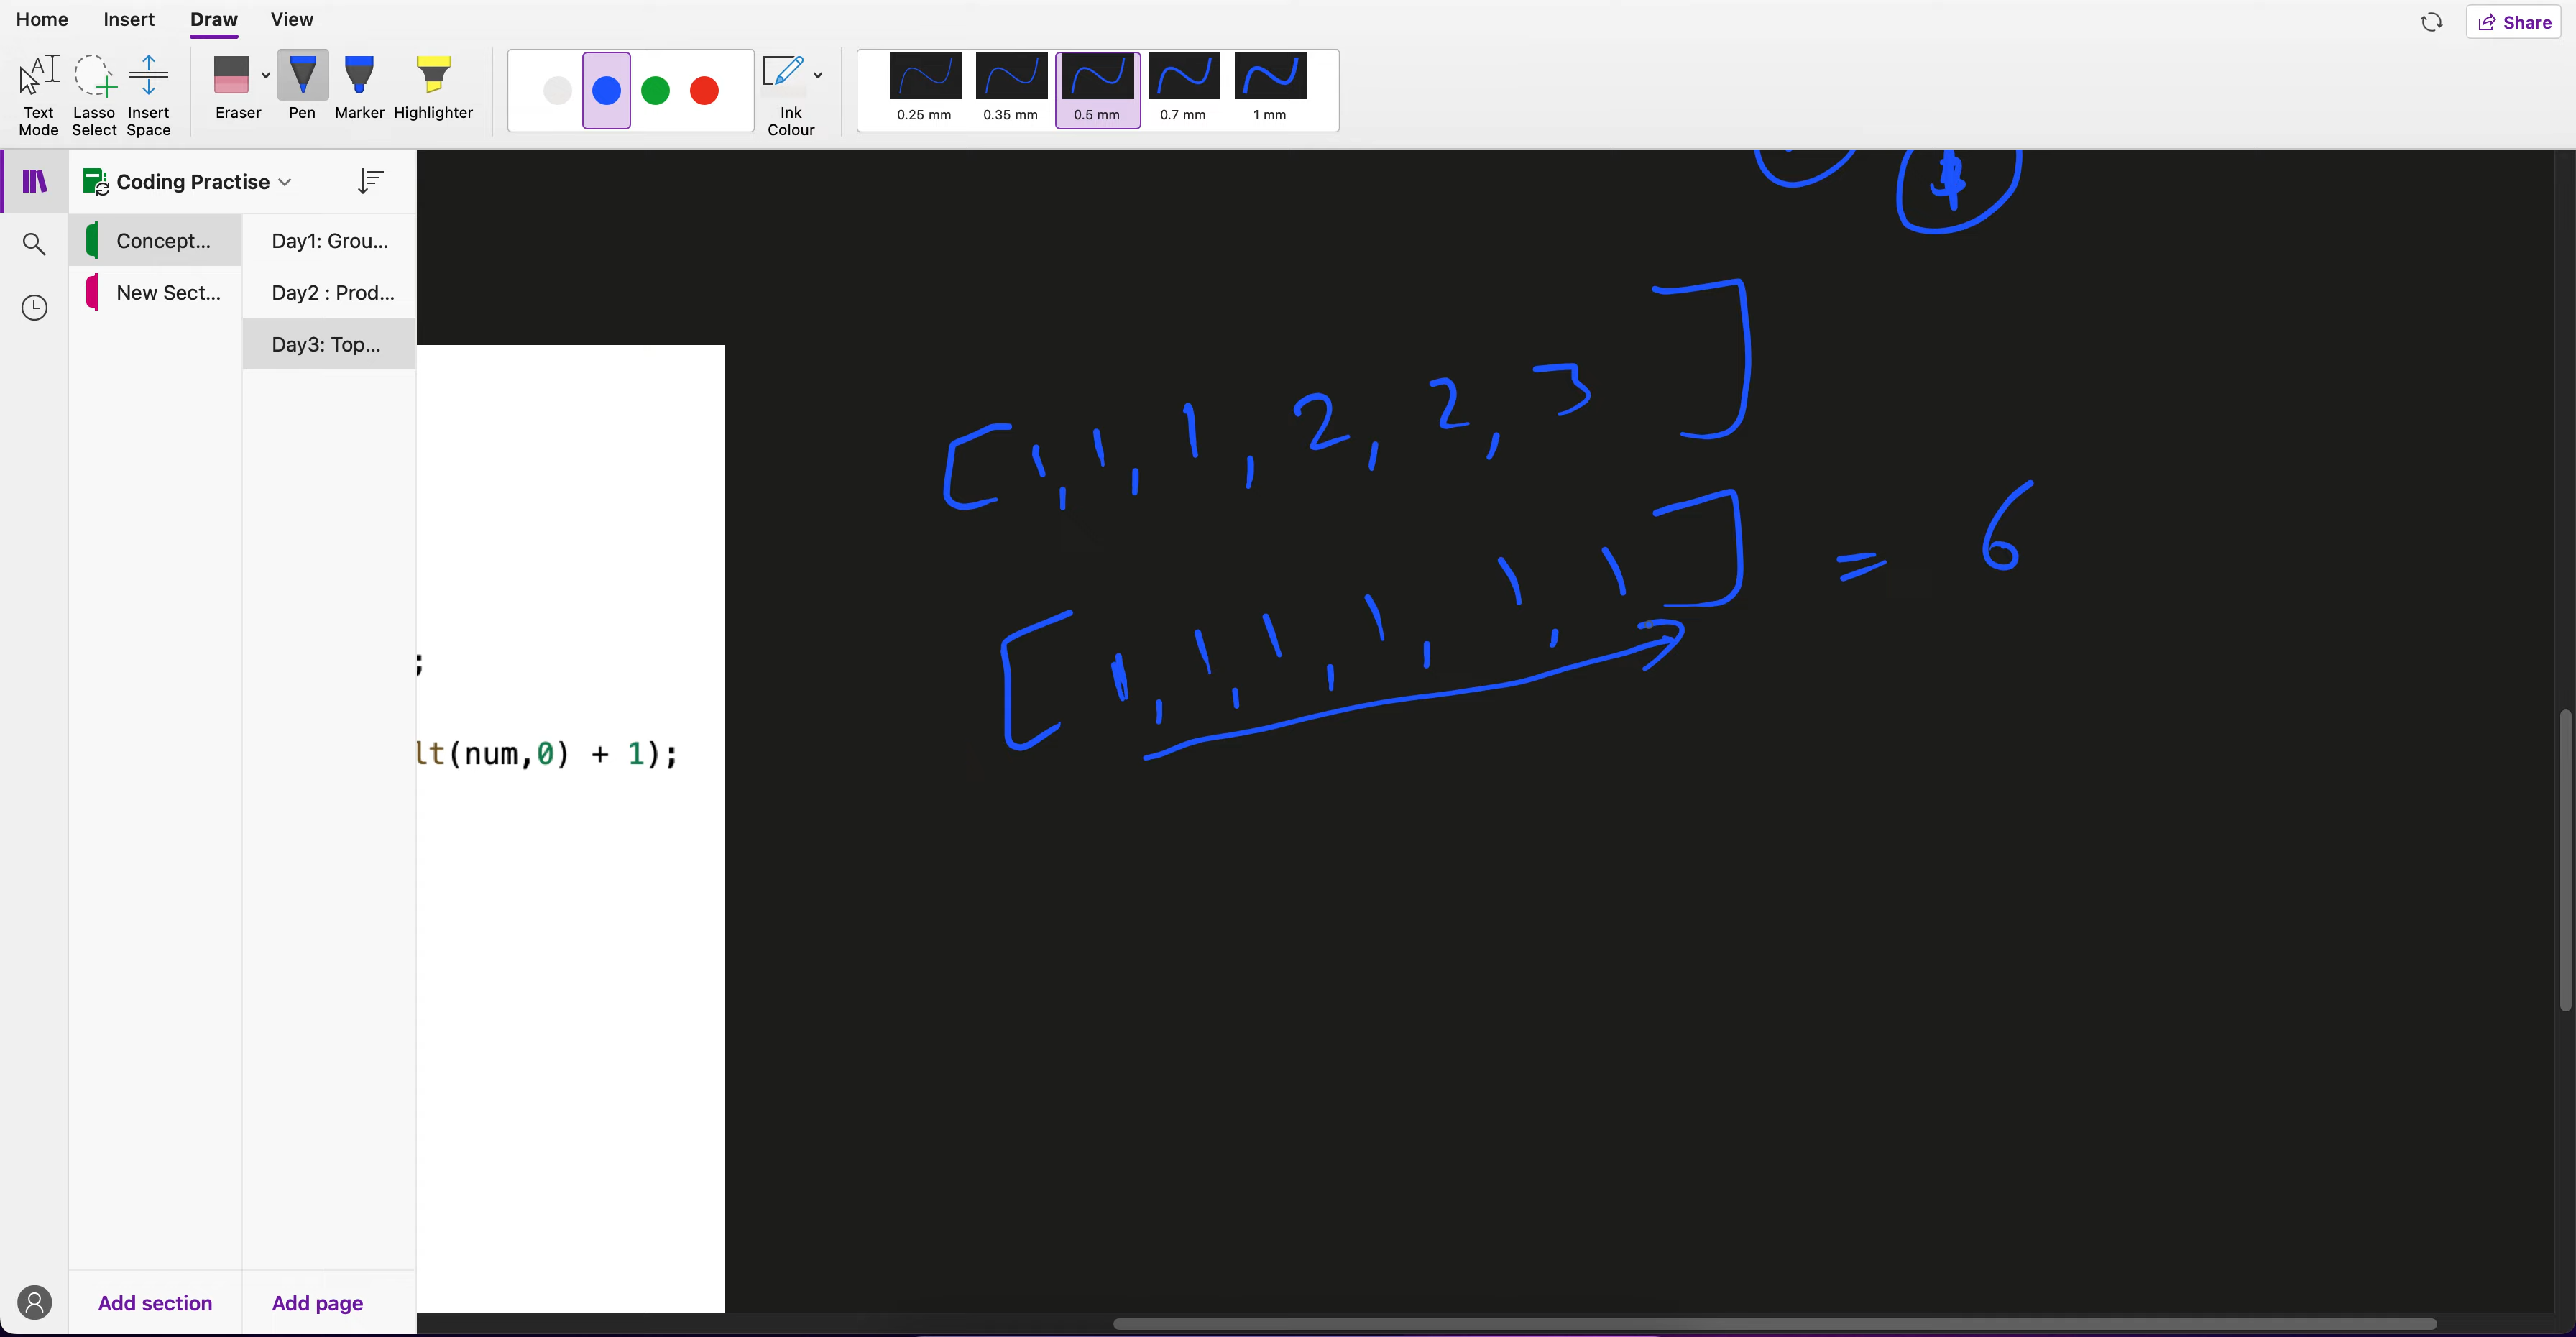 Home Insert Draw View
Share
Text Mode
Lasso Select
Insert Space
Eraser
Pen
Marker
Highlighter
Ink Colour
0.25 mm
0.35 mm
0.5 mm
0.7 mm
1 mm
Coding Practise
Concept...
New Sect...
Day1: Grou...
Day2 : Prod...
Day3: Top...
[1, 1, 1, 2, 2, 3]
[1, 1, 1, 1, 1, 1] = 6
;
lt(num,0) + 1);
Add section
Add page